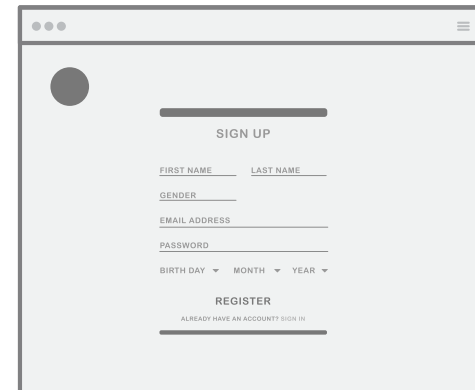 SIGN UP
FIRST NAME LAST NAME
GENDER
EMAIL ADDRESS
PASSWORD
BIRTH DAY MONTH YEAR
REGISTER
ALREADY HAVE AN ACCOUNT? SIGN IN